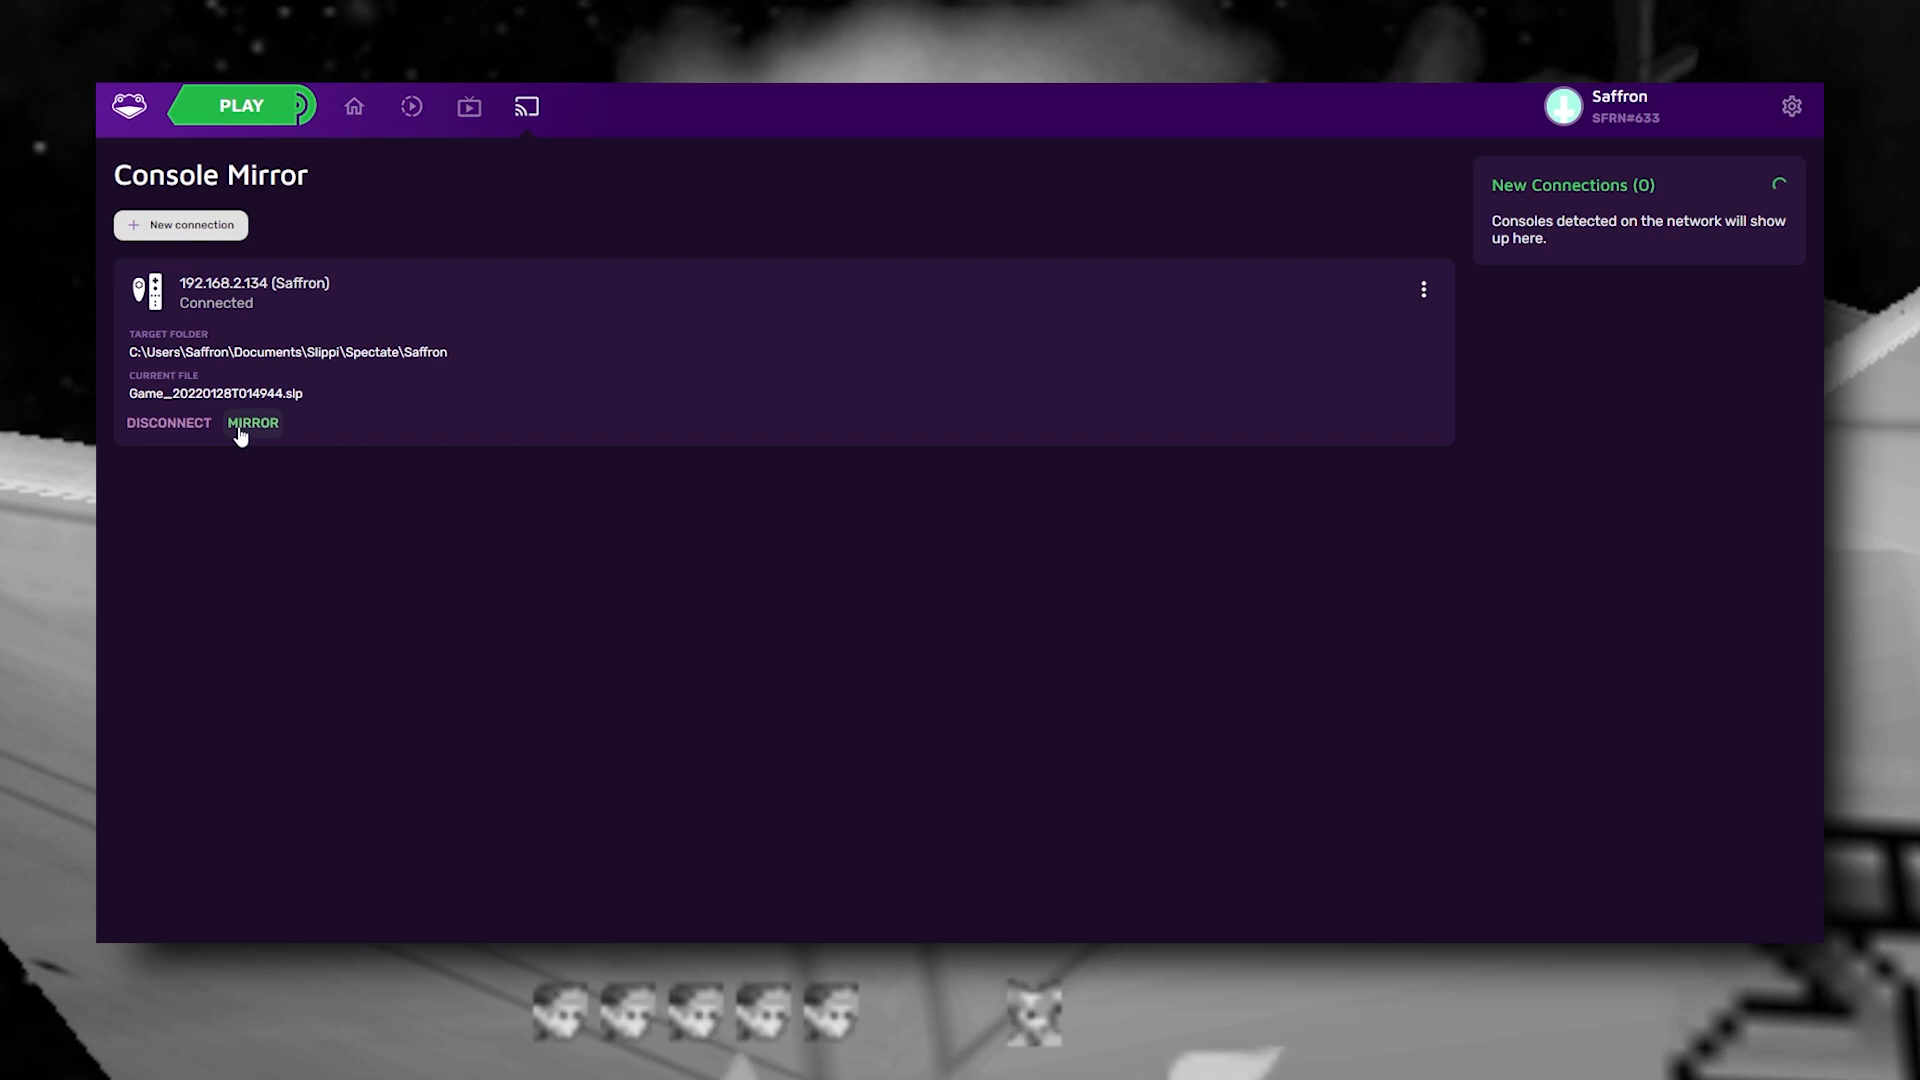 PLAY
Saffron
SFRN#633
Console Mirror
New connection
192.168.2.134 (Saffron)
Connected
TARGET FOLDER
C:\Users\Saffron\Documents\Slippi\Spectate\Saffron
CURRENT FILE
Game_20220128T014944.slp
DISCONNECT MIRROR
New Connections (0)
Consoles detected on the network will show
up here.